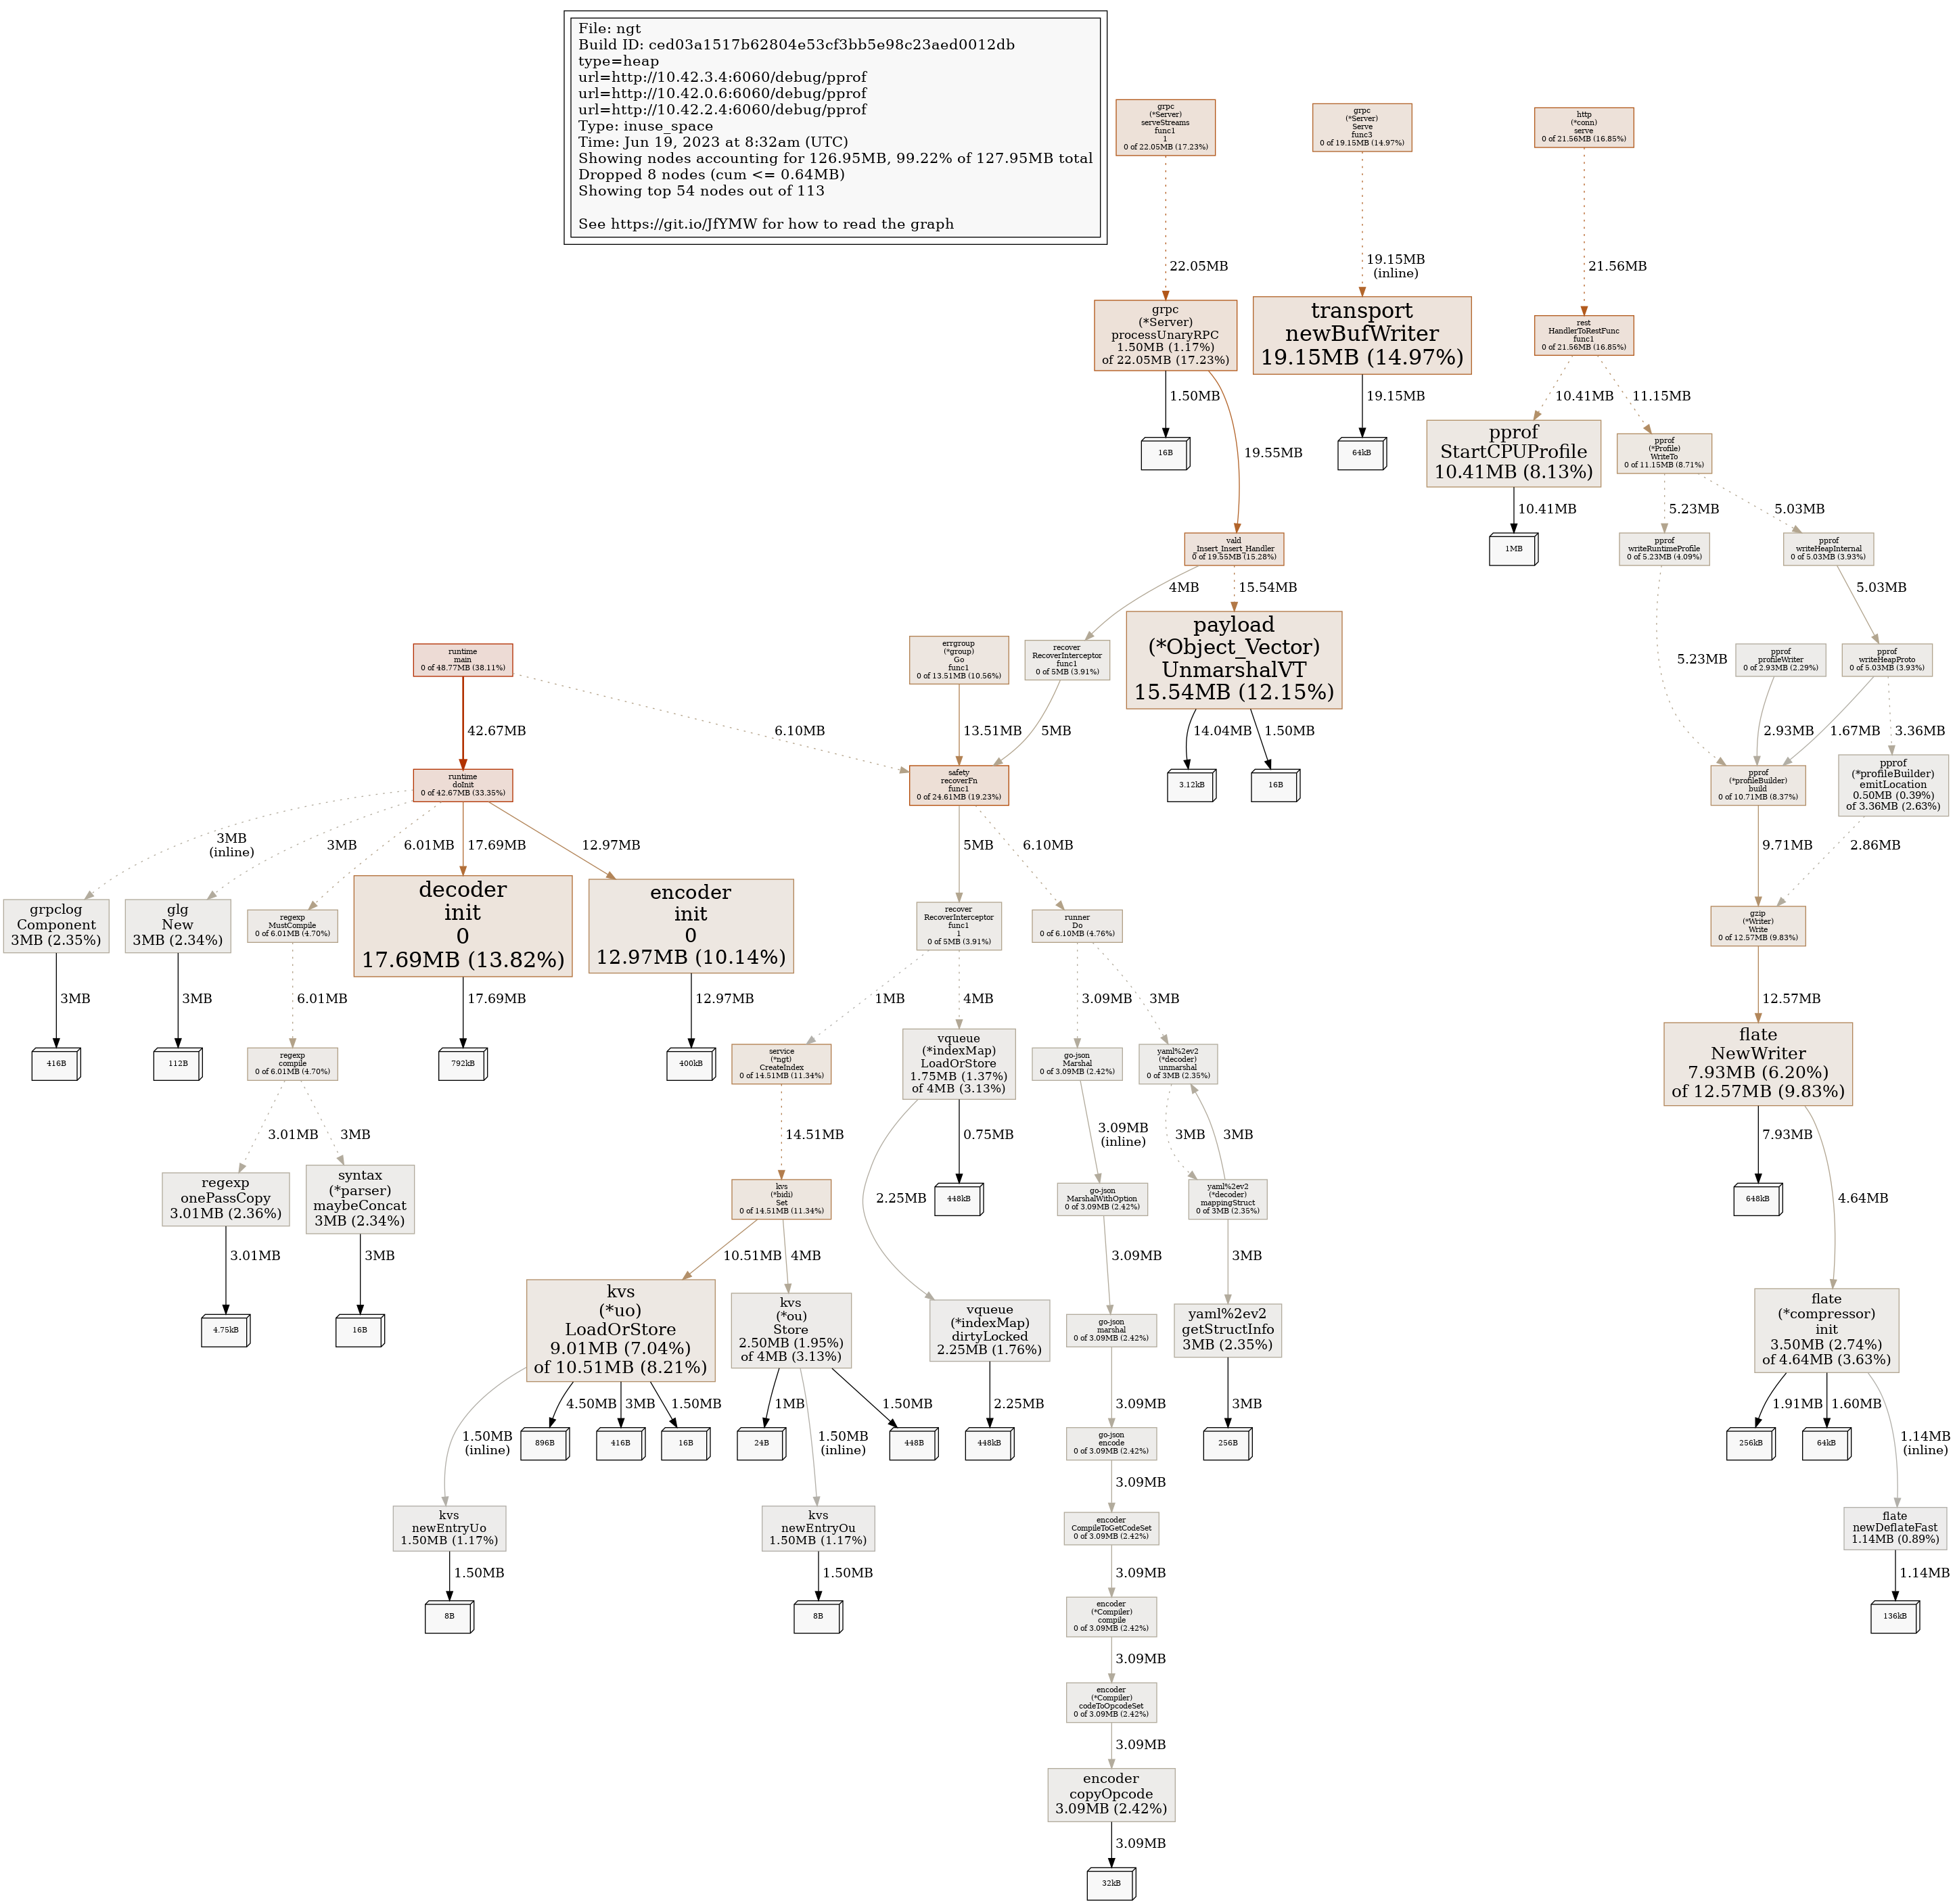 File: ngt
Build ID: ced03a1517b62804e53cf3bb5e98c23aed0012db
type=heap
url=http://10.42.3.4:6060/debug/pprof
url=http://10.42.0.6:6060/debug/pprof
url=http://10.42.2.4:6060/debug/pprof
Type: inuse_space
Time: Jun 19, 2023 at 8:32am (UTC)
Showing nodes accounting for 126.95MB, 99.22% of 127.95MB total
Dropped 8 nodes (cum <= 0.64MB)
Showing top 54 nodes out of 113
See https://git.io/JfYMW for how to read the graph
grpc
(*Server)
serveStreams
func1
1
0 of 22.05MB (17.23%)
grpc
(*Server)
Serve
func3
0 of 19.15MB (14.97%)
http
(*conn)
serve
0 of 21.56MB (16.85%)
22.05MB
19.15MB
(inline)
21.56MB
grpc
(*Server)
processUnaryRPC
1.50MB (1.17%)
of 22.05MB (17.23%)
transport
newBufWriter
19.15MB (14.97%)
rest
HandlerToRestFunc
func1
0 of 21.56MB (16.85%)
1.50MB
19.55MB
19.15MB
10.41MB
11.15MB
16B
64kB
pprof
StartCPUProfile
10.41MB (8.13%)
pprof
(*Profile)
WriteTo
0 of 11.15MB (8.71%)
10.41MB
5.23MB
5.03MB
vald
_Insert_Insert_Handler
0 of 19.55MB (15.28%)
1MB
pprof
writeRuntimeProfile
0 of 5.23MB (4.09%)
pprof
writeHeapInternal
0 of 5.03MB (3.93%)
4MB
15.54MB
5.03MB
runtime
main
0 of 48.77MB (38.11%)
errgroup
(*group)
Go
func1
0 of 13.51MB (10.56%)
recover
RecoverInterceptor
func1
0 of 5MB (3.91%)
payload
(*Object_Vector)
UnmarshalVT
15.54MB (12.15%)
5.23MB
pprof
profileWriter
0 of 2.93MB (2.29%)
pprof
writeHeapProto
0 of 5.03MB (3.93%)
42.67MB
6.10MB
13.51MB
5MB
14.04MB
1.50MB
2.93MB
1.67MB
3.36MB
runtime
doInit
0 of 42.67MB (33.35%)
safety
recoverFn
func1
0 of 24.61MB (19.23%)
3.12kB
16B
pprof
(*profileBuilder)
build
0 of 10.71MB (8.37%)
pprof
(*profileBuilder)
emitLocation
0.50MB (0.39%)
of 3.36MB (2.63%)
3MB
(inline)
3MB
6.01MB
17.69MB
12.97MB
5MB
6.10MB
9.71MB
2.86MB
grpclog
Component
3MB (2.35%)
glg
New
3MB (2.34%)
regexp
MustCompile
0 of 6.01MB (4.70%)
decoder
init
0
17.69MB (13.82%)
encoder
init
0
12.97MB (10.14%)
recover
RecoverInterceptor
func1
1
0 of 5MB (3.91%)
runner
Do
0 of 6.10MB (4.76%)
gzip
(*Writer)
Write
0 of 12.57MB (9.83%)
3MB
3MB
6.01MB
17.69MB
12.97MB
1MB
4MB
3.09MB
3MB
12.57MB
416B
112B
regexp
compile
0 of 6.01MB (4.70%)
792kB
400kB
service
(*ngt)
CreateIndex
0 of 14.51MB (11.34%)
vqueue
(*indexMap)
LoadOrStore
1.75MB (1.37%)
of 4MB (3.13%)
go-json
Marshal
0 of 3.09MB (2.42%)
yaml%2ev2
(*decoder)
unmarshal
0 of 3MB (2.35%)
flate
NewWriter
7.93MB (6.20%)
of 12.57MB (9.83%)
3.01MB
3MB
14.51MB
2.25MB
0.75MB
3.09MB
(inline)
3MB
3MB
7.93MB
4.64MB
regexp
onePassCopy
3.01MB (2.36%)
syntax
(*parser)
maybeConcat
3MB (2.34%)
kvs
(*bidi)
Set
0 of 14.51MB (11.34%)
448kB
go-json
MarshalWithOption
0 of 3.09MB (2.42%)
yaml%2ev2
(*decoder)
mappingStruct
0 of 3MB (2.35%)
648kB
3.01MB
3MB
10.51MB
4MB
3.09MB
3MB
4.75kB
16B
kvs
(*uo)
LoadOrStore
9.01MB (7.04%)
of 10.51MB (8.21%)
kvs
(*ou)
Store
2.50MB (1.95%)
of 4MB (3.13%)
vqueue
(*indexMap)
dirtyLocked
2.25MB (1.76%)
go-json
marshal
0 of 3.09MB (2.42%)
yaml%2ev2
getStructInfo
3MB (2.35%)
flate
(*compressor)
init
3.50MB (2.74%)
of 4.64MB (3.63%)
1.50MB
(inline)
4.50MB
3MB
1.50MB
1MB
1.50MB
(inline)
1.50MB
2.25MB
3.09MB
3MB
1.91MB
1.60MB
1.14MB
(inline)
896B
416B
16B
24B
448B
448kB
go-json
encode
0 of 3.09MB (2.42%)
256B
256kB
64kB
3.09MB
kvs
newEntryUo
1.50MB (1.17%)
kvs
newEntryOu
1.50MB (1.17%)
encoder
CompileToGetCodeSet
0 of 3.09MB (2.42%)
flate
newDeflateFast
1.14MB (0.89%)
1.50MB
1.50MB
3.09MB
1.14MB
8B
8B
encoder
(*Compiler)
compile
0 of 3.09MB (2.42%)
136kB
3.09MB
encoder
(*Compiler)
codeToOpcodeSet
0 of 3.09MB (2.42%)
3.09MB
encoder
copyOpcode
3.09MB (2.42%)
3.09MB
32kB